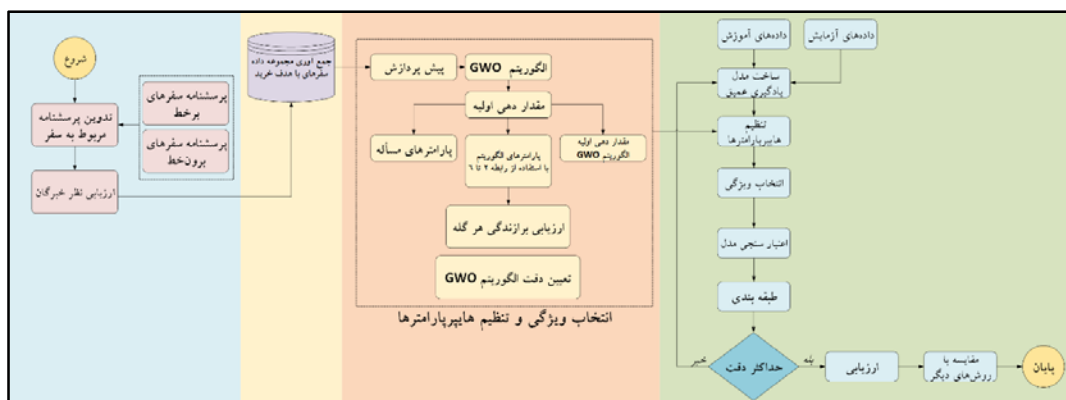 شروع
پرسشنامه سفرهای
برخط
تدوین پرسشنامه
مربوط به سفر
پرسشنامه سفرهای
برون‌خط
ارزیابی نظر خبرگان
جمع آوری مجموعه داده
سفرهای با هدف خرید
پیش پردازش
الگوریتم GWO
مقدار دهی اولیه
پارامترهای مسأله
پارامترهای الگوریتم
با استفاده از رابطه ۲ تا ۶
مقدار دهی اولیه
الگوریتم GWO
ارزیابی برازندگی هر گله
تعیین دقت الگوریتم GWO
انتخاب ویژگی و تنظیم هایپرپارامترها
داده‌های آموزش
داده‌های آزمایش
ساخت مدل
یادگیری عمیق
تنظیم
هایپرپارامترها
انتخاب ویژگی
اعتبار سنجی مدل
طبقه بندی
حداکثر دقت
خیر
بله
ارزیابی
مقایسه با
روش‌های دیگر
پایان